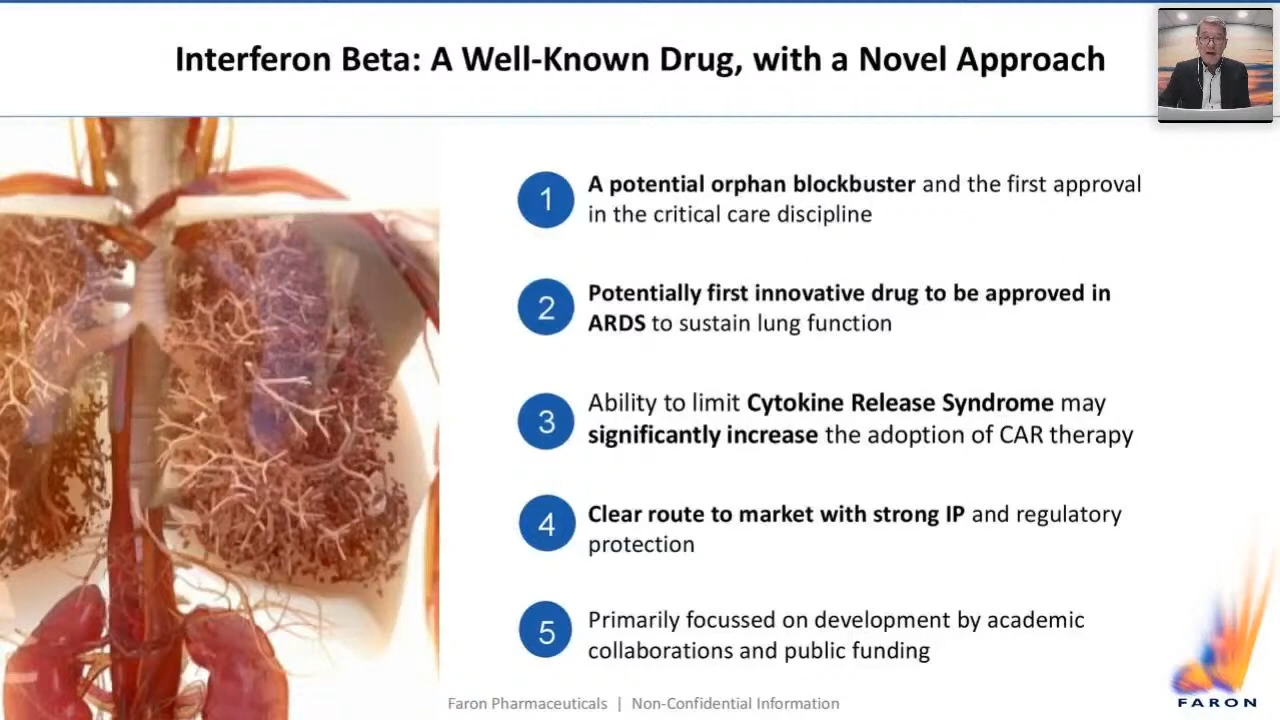 Interferon Beta: A Well-Known Drug, with a Novel Approach
1
A potential orphan blockbuster and the first approval
in the critical care discipline
2
Potentially first innovative drug to be approved in
ARDS to sustain lung function
3
Ability to limit Cytokine Release Syndrome may
significantly increase the adoption of CAR therapy
4
Clear route to market with strong IP and regulatory
protection
5
Primarily focussed on development by academic
collaborations and public funding
Faron Pharmaceuticals | Non-Confidential Information
FARON